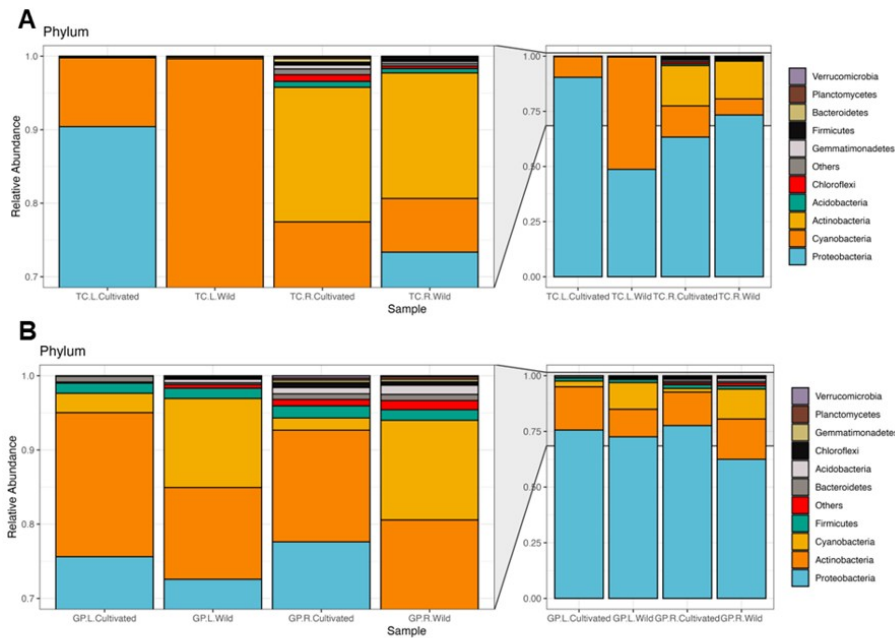 A
Phylum
1.0
0.9
0.8
0.7
Relative Abundance
TC.L.Cultivated
TC.L.Wild
TC.R.Cultivated
TC.R.Wild
Sample
1.00
0.75
0.50
0.25
0.00
TC.L.Cultivated
TC.L.Wild
TC.R.Cultivated
TC.R.Wild
Verrucomicrobia
Planctomycetes
Bacteroidetes
Firmicutes
Gemmatimonadetes
Others
Chloroflexi
Acidobacteria
Actinobacteria
Cyanobacteria
Proteobacteria
B
Phylum
1.0
0.9
0.8
0.7
Relative Abundance
GP.L.Cultivated
GP.L.Wild
GP.R.Cultivated
GP.R.Wild
Sample
1.00
0.75
0.50
0.25
0.00
GP.L.Cultivated
GP.L.Wild
GP.R.Cultivated
GP.R.Wild
Verrucomicrobia
Planctomycetes
Gemmatimonadetes
Chloroflexi
Acidobacteria
Bacteroidetes
Others
Firmicutes
Cyanobacteria
Actinobacteria
Proteobacteria